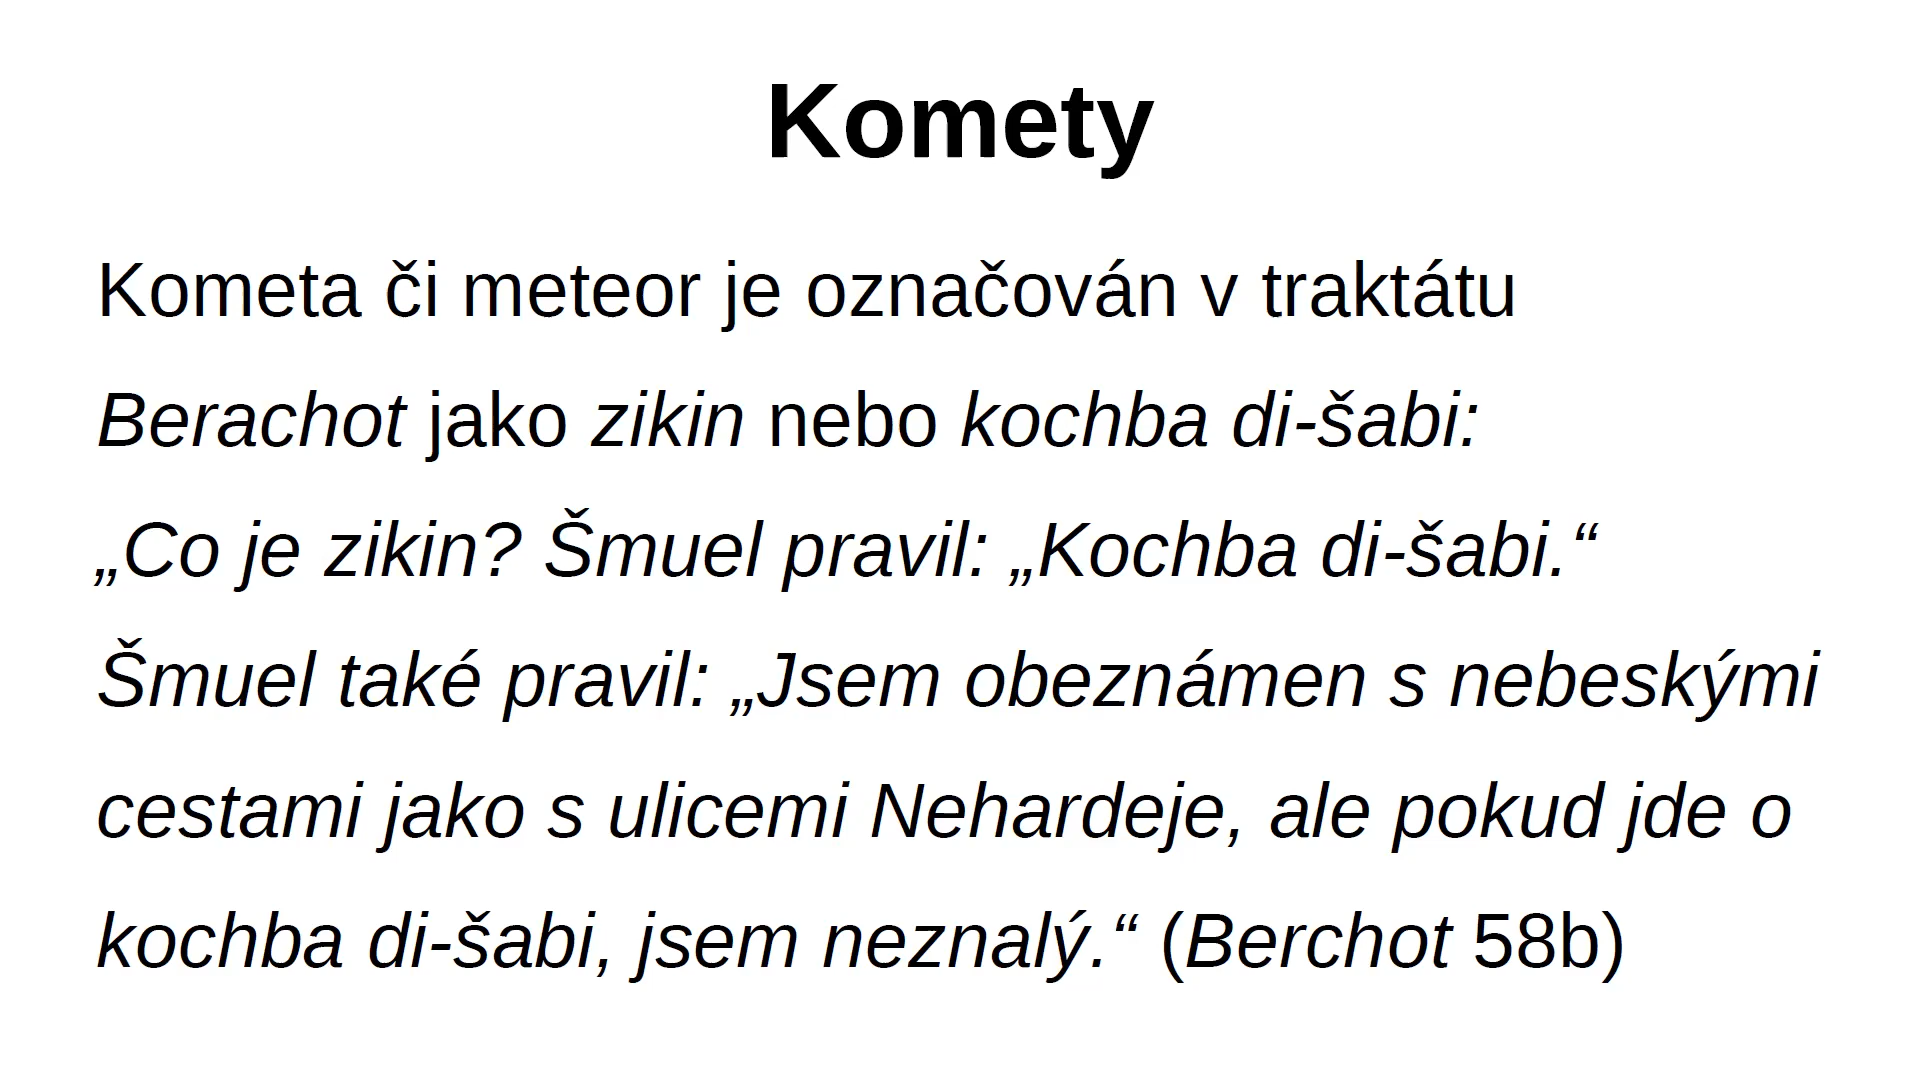 Komety
Kometa či meteor je označován v traktátu
Berachot jako zikin nebo kochba di-šabi:
„Co je zikin? Šmuel pravil: „Kochba di-šabi.“
Šmuel také pravil: „Jsem obeznámen s nebeskými
cestami jako s ulicemi Nehardeje, ale pokud jde o
kochba di-šabi, jsem neznalý.“ (Berchot 58b)